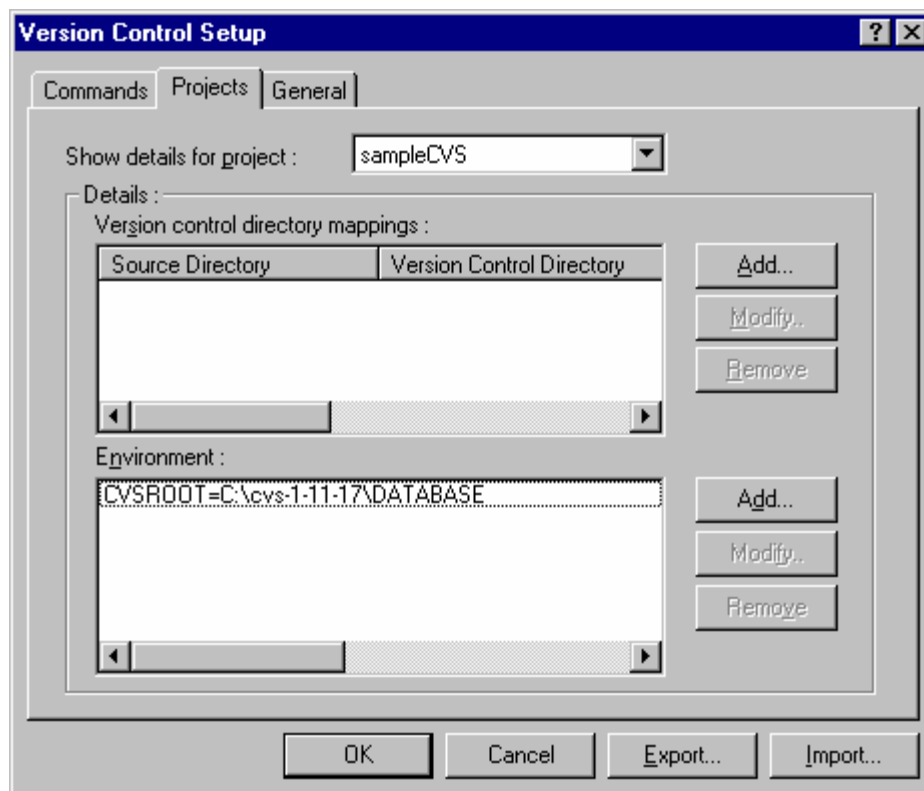 Version Control Setup
Commands Projects General
Show details for project : sampleCVS
Details :
Version control directory mappings :
Source Directory Version Control Directory
Add...
Modify..
Remove
Environment :
CVSROOT=C:\cvs-1-11-17\DATABASE
Add...
Modify..
Remove
OK Cancel Export... Import...